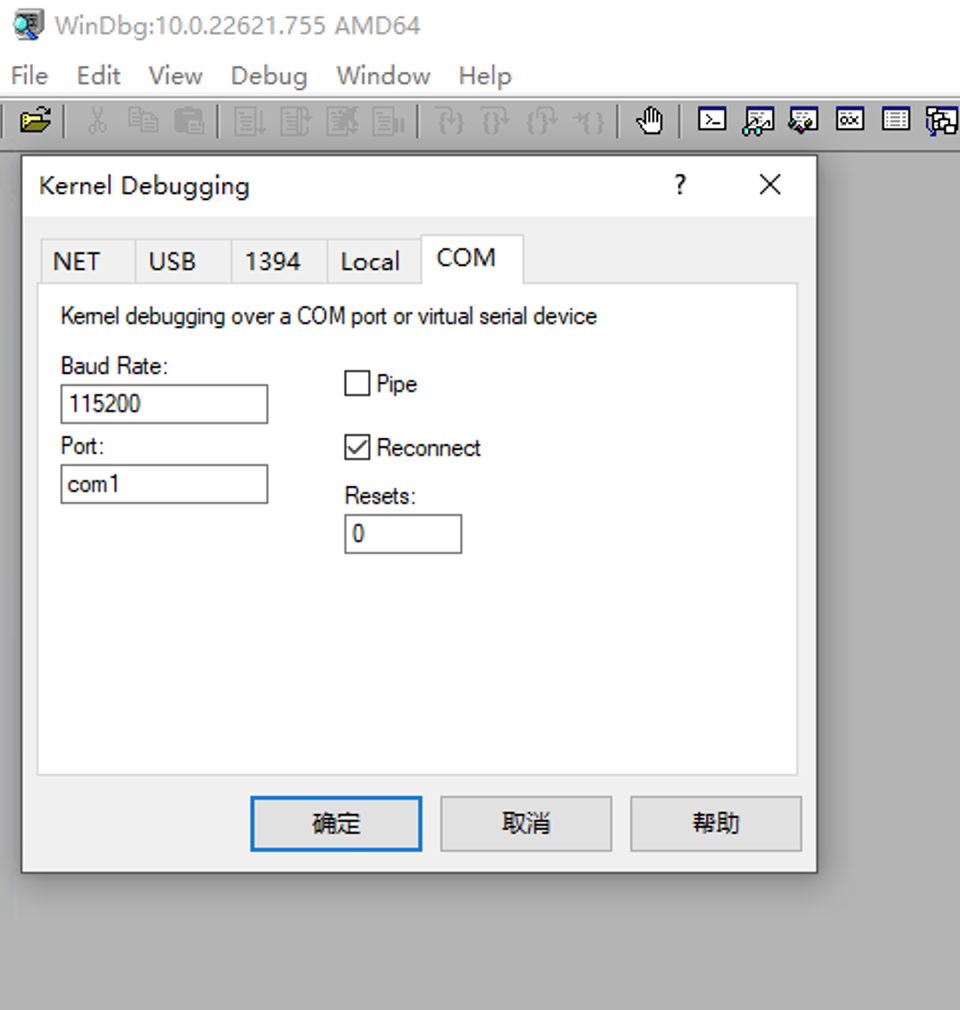 WinDbg:10.0.22621.755 AMD64
File Edit View Debug Window Help
Kernel Debugging
NET USB 1394 Local COM
Kernel debugging over a COM port or virtual serial device
Baud Rate:
Pipe
115200
Port:
Reconnect
com1
Resets:
0
确定 取消 帮助